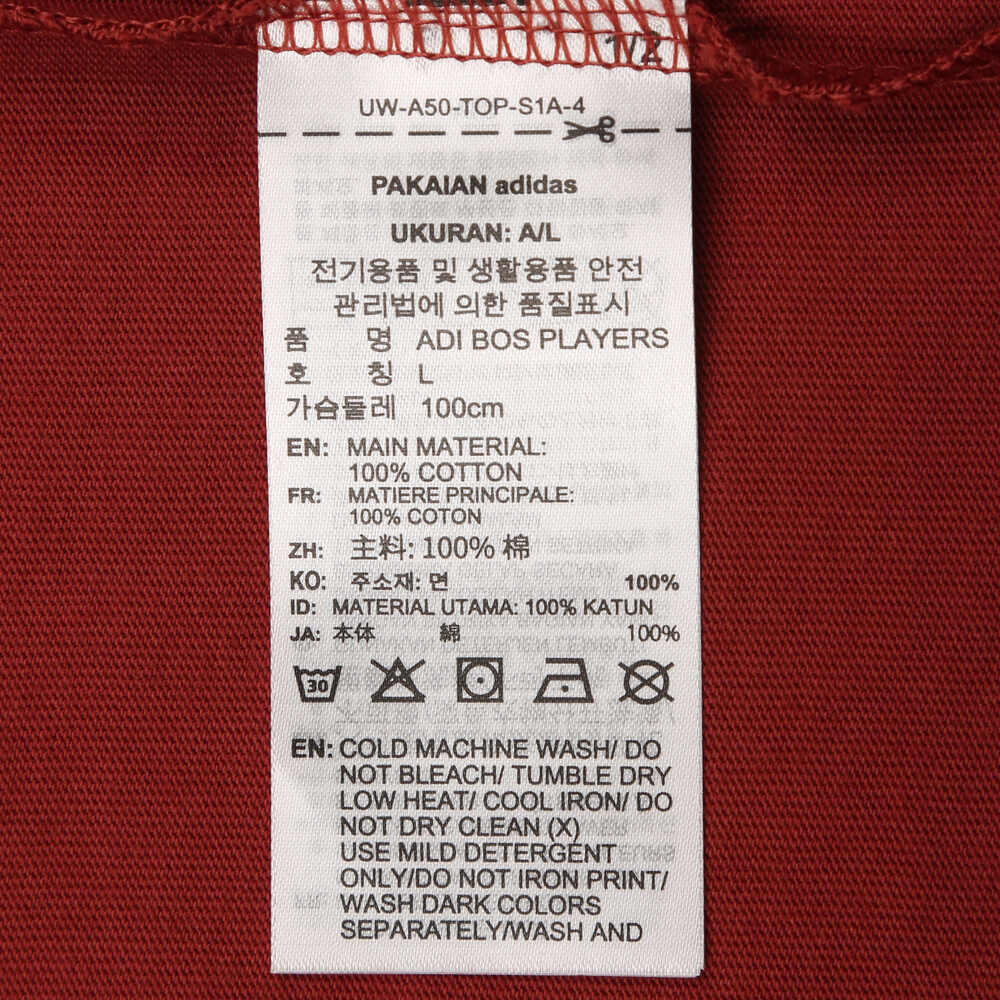 1/2
UW-A50-TOP-S1A-4
PAKAIAN adidas
UKURAN: A/L
전기용품 및 생활용품 안전
관리법에 의한 품질표시
품 명 ADI BOS PLAYERS
호 칭 L
가슴둘레 100cm
EN: MAIN MATERIAL:
100% COTTON
FR: MATIERE PRINCIPALE:
100% COTON
ZH: 主料: 100% 棉
KO: 주소재: 면 100%
ID: MATERIAL UTAMA: 100% KATUN
JA: 本体 綿 100%
30
EN: COLD MACHINE WASH/ DO
NOT BLEACH/ TUMBLE DRY
LOW HEAT/ COOL IRON/ DO
NOT DRY CLEAN (X)
USE MILD DETERGENT
ONLY/DO NOT IRON PRINT/
WASH DARK COLORS
SEPARATELY/WASH AND